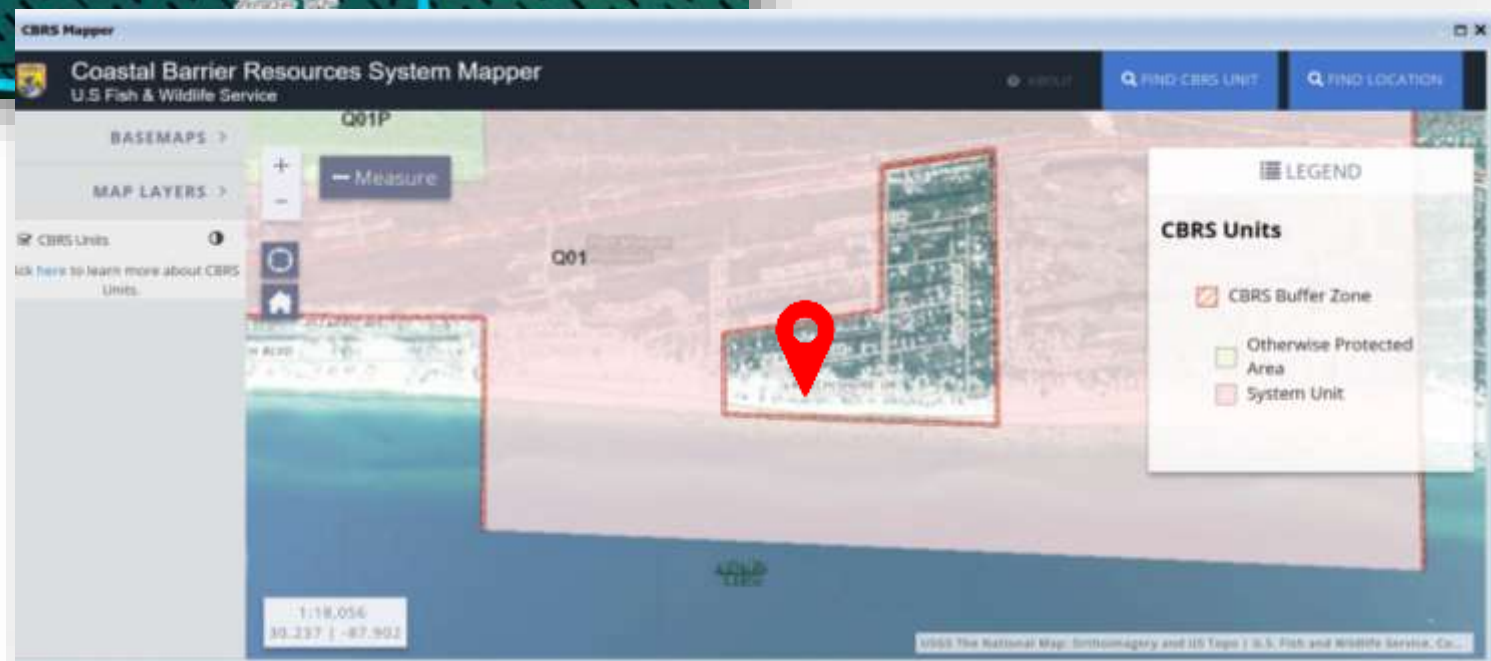 CBRS Mapper
Coastal Barrier Resources System Mapper
U.S Fish & Wildlife Service
ABOUT
FIND CBRS UNIT
FIND LOCATION
BASEMAPS >
MAP LAYERS >
CBRS Units
ick here to learn more about CBRS
Units.
+
-
Measure
Q01P
Q01
LEGEND
CBRS Units
CBRS Buffer Zone
Otherwise Protected
Area
System Unit
1:18,056
30.237 | -87.902
USGS The National Map: Orthoimagery and US Topo | U.S. Fish and Wildlife Service, Co...